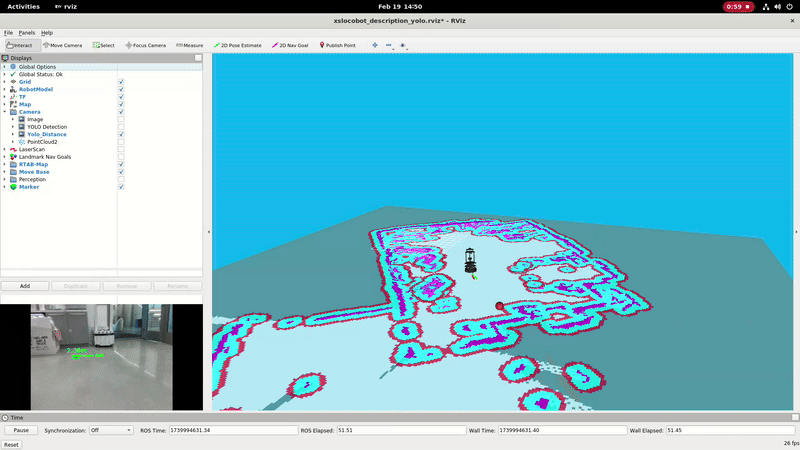 Activities rviz Feb 19 14:50 0:59
xslocobot_description_yolo.rviz* - RViz
File Panels Help
Interact Move Camera Select Focus Camera Measure 2D Pose Estimate 2D Nav Goal Publish Point
Displays
Global Options
Global Status: Ok
Grid
RobotModel
TF
Map
Camera
Image
YOLO Detection
Yolo_Distance
PointCloud2
LaserScan
Landmark Nav Goals
RTAB-Map
Move Base
Perception
Marker
Add Duplicate Remove Rename
Time
Pause Synchronization: Off ROS Time: 1739994631.34 ROS Elapsed: 51.51 Wall Time: 1739994631.40 Wall Elapsed: 51.45
Reset 26 fps